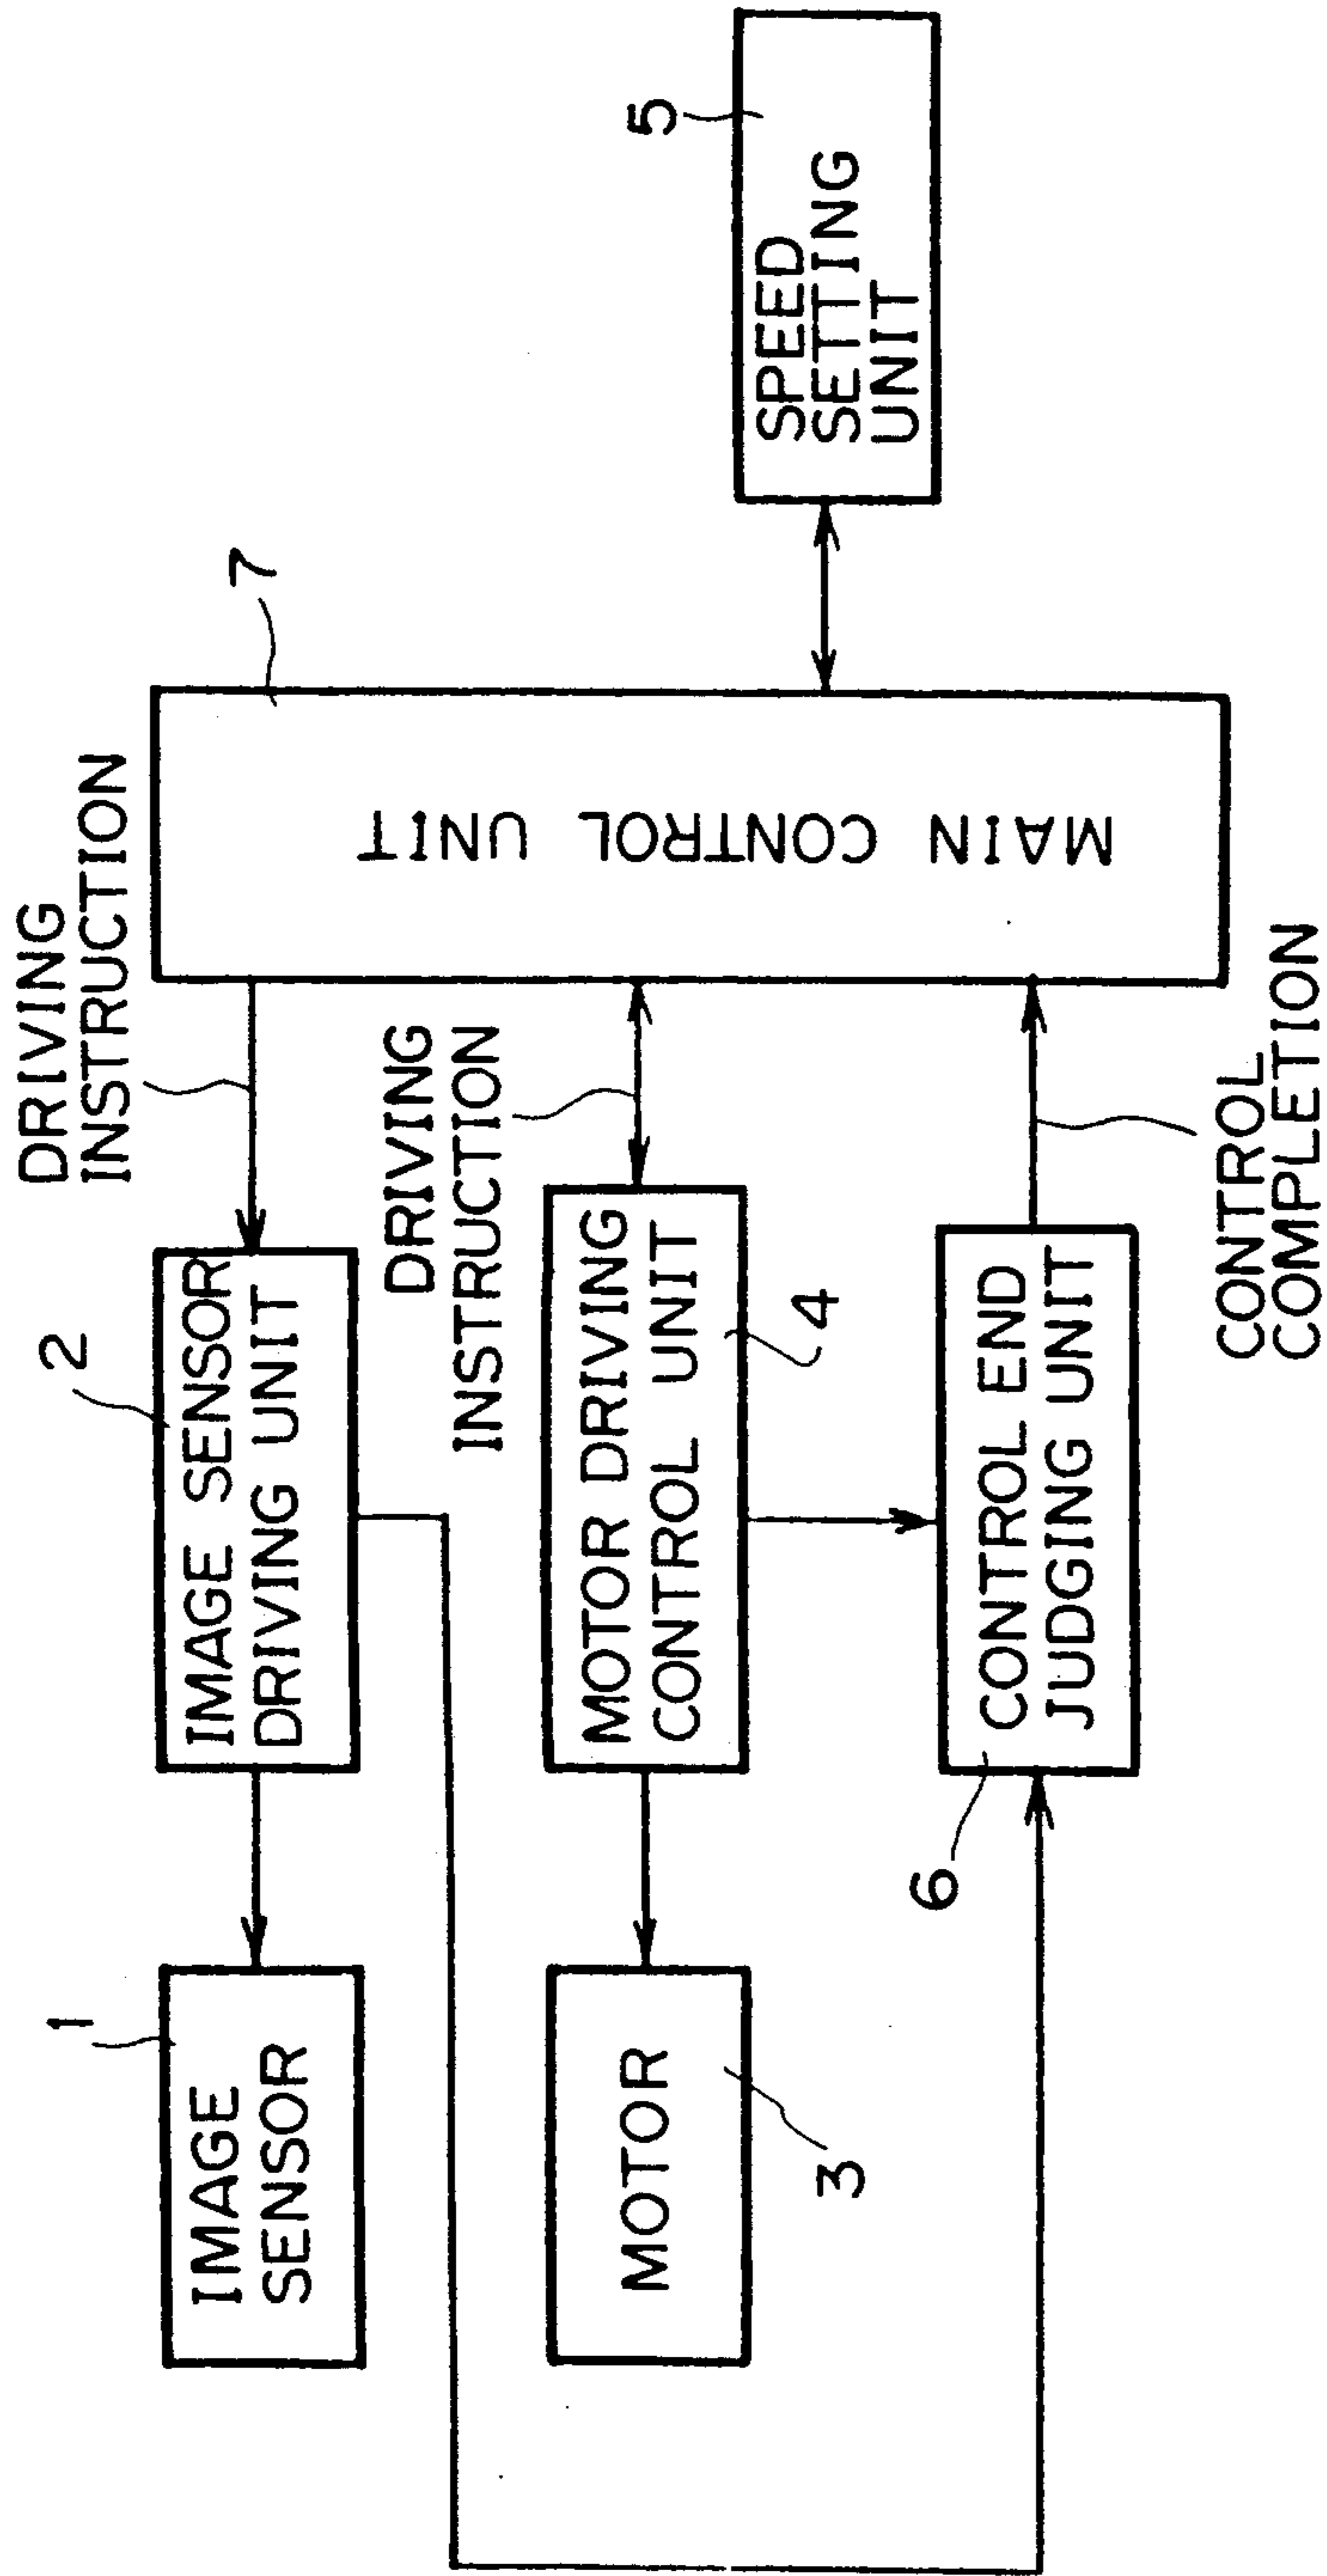 1
IMAGE
SENSOR
2
IMAGE SENSOR
DRIVING UNIT
DRIVING
INSTRUCTION
7
MAIN CONTROL UNIT
MOTOR
3
MOTOR DRIVING
CONTROL UNIT
4
DRIVING
INSTRUCTION
5
SPEED
SETTING
UNIT
6
CONTROL END
JUDGING UNIT
CONTROL
COMPLETION